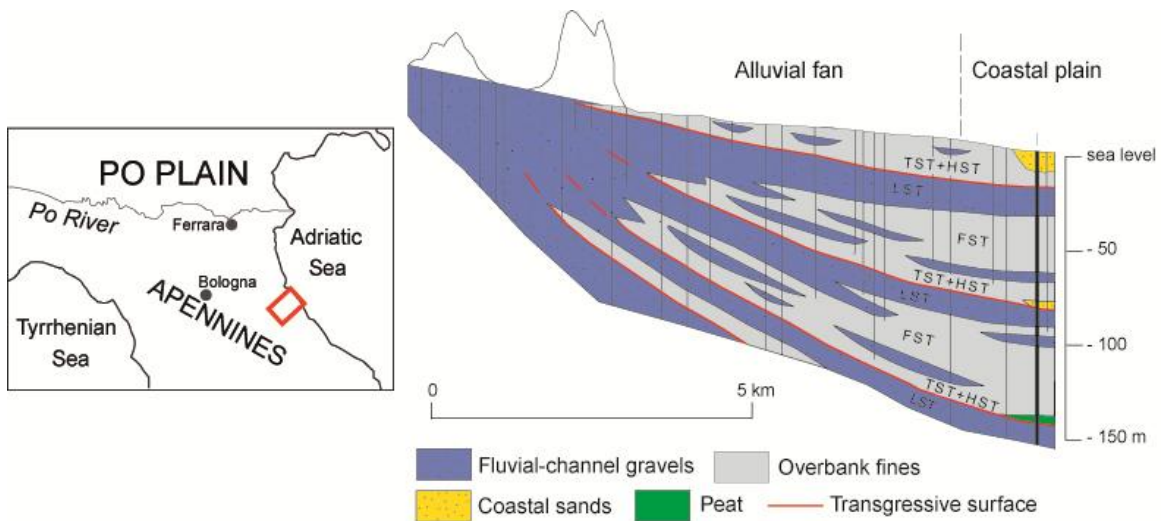 PO PLAIN
Po River
Ferrara
Adriatic
Sea
Bologna
APENNINES
Tyrrhenian
Sea
Alluvial fan
Coastal plain
sea level
TST+HST
LST
FST
- 50
TST+HST
LST
FST
- 100
TST+HST
LST
- 150 m
0
5 km
Fluvial-channel gravels
Overbank fines
Coastal sands
Peat
Transgressive surface